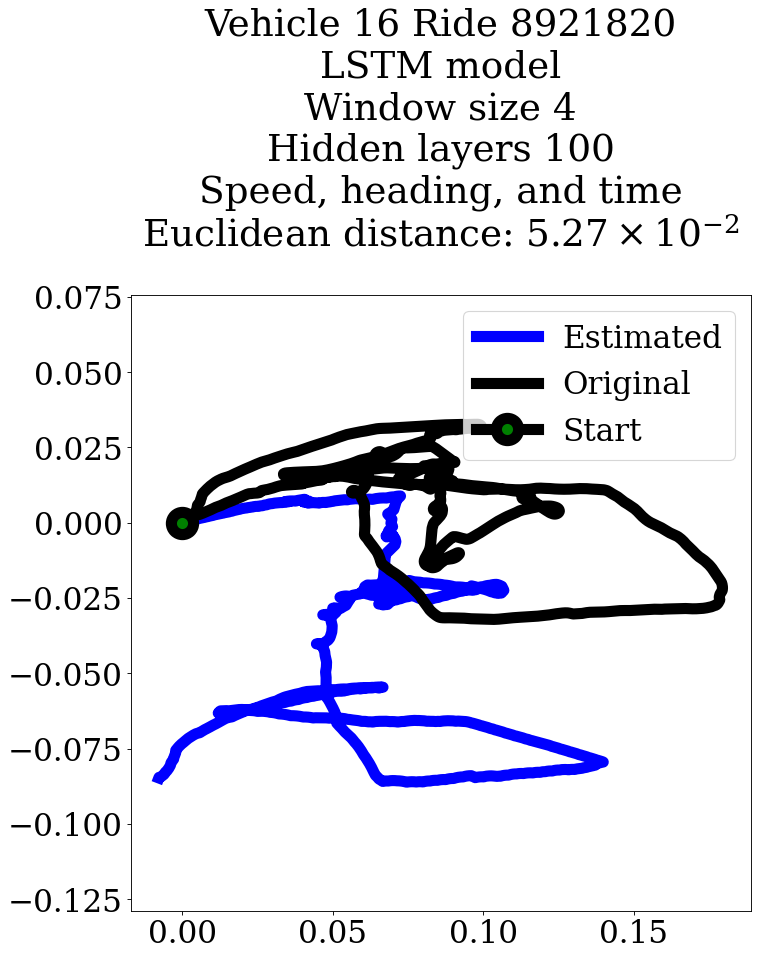 Vehicle 16 Ride 8921820
LSTM model
Window size 4
Hidden layers 100
Speed, heading, and time
Euclidean distance: 5.27 × 10⁻²
0.075
0.050
0.025
0.000
−0.025
−0.050
−0.075
−0.100
−0.125
Estimated
Original
Start
0.00 0.05 0.10 0.15